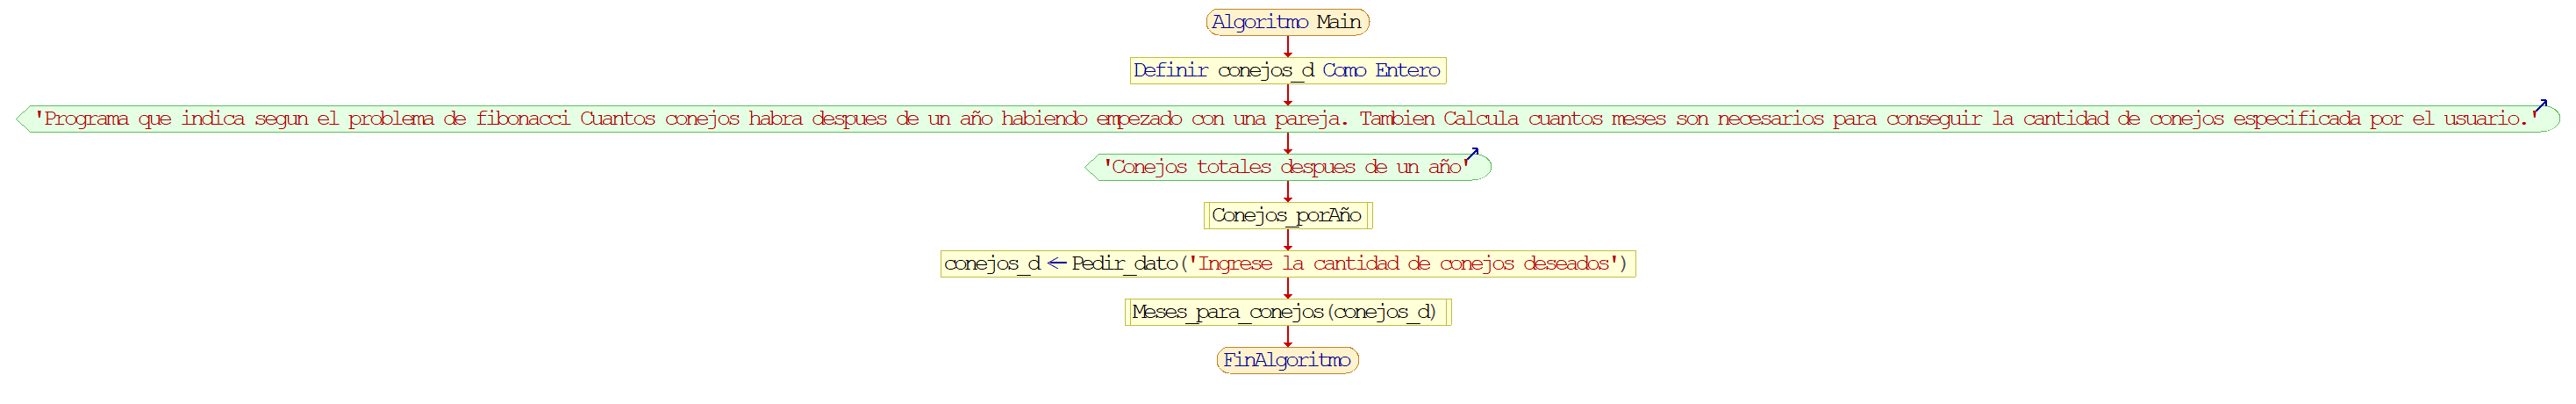 Algoritmo Main
Definir conejos_d Como Entero
'Programa que indica segun el problema de fibonacci Cuantos conejos habra despues de un año habiendo empezado con una pareja. Tambien Calcula cuantos meses son necesarios para conseguir la cantidad de conejos especificada por el usuario.'
'Conejos totales despues de un año'
Conejos_porAño
conejos_d ← Pedir_dato('Ingrese la cantidad de conejos deseados')
Meses_para_conejos(conejos_d)
FinAlgoritmo